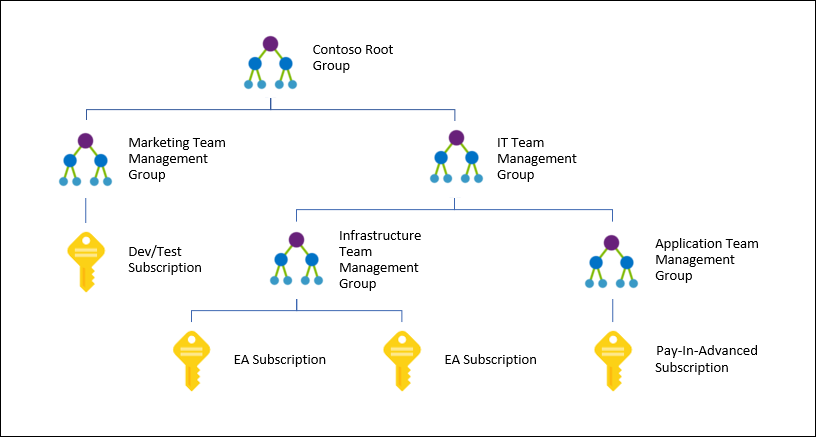 Contoso Root
Group
Marketing Team
Management
Group
IT Team
Management
Group
Dev/Test
Subscription
Infrastructure
Team
Management
Group
Application Team
Management
Group
EA Subscription
EA Subscription
Pay-In-Advanced
Subscription